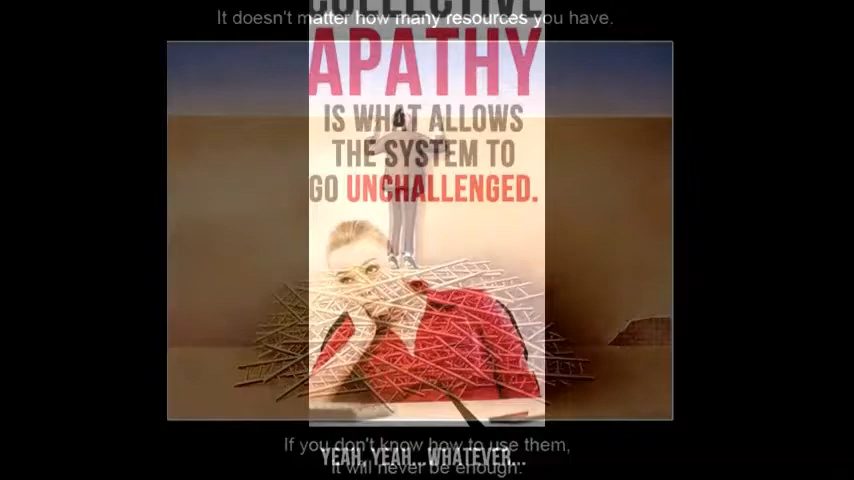 It doesn't matter how many resources you have.
COLLECTIVE
APATHY
IS WHAT ALLOWS
THE SYSTEM TO
GO UNCHALLENGED.
If you don't know how to use them,
YEAH, YEAH...WHATEVER...
it will never be enough.